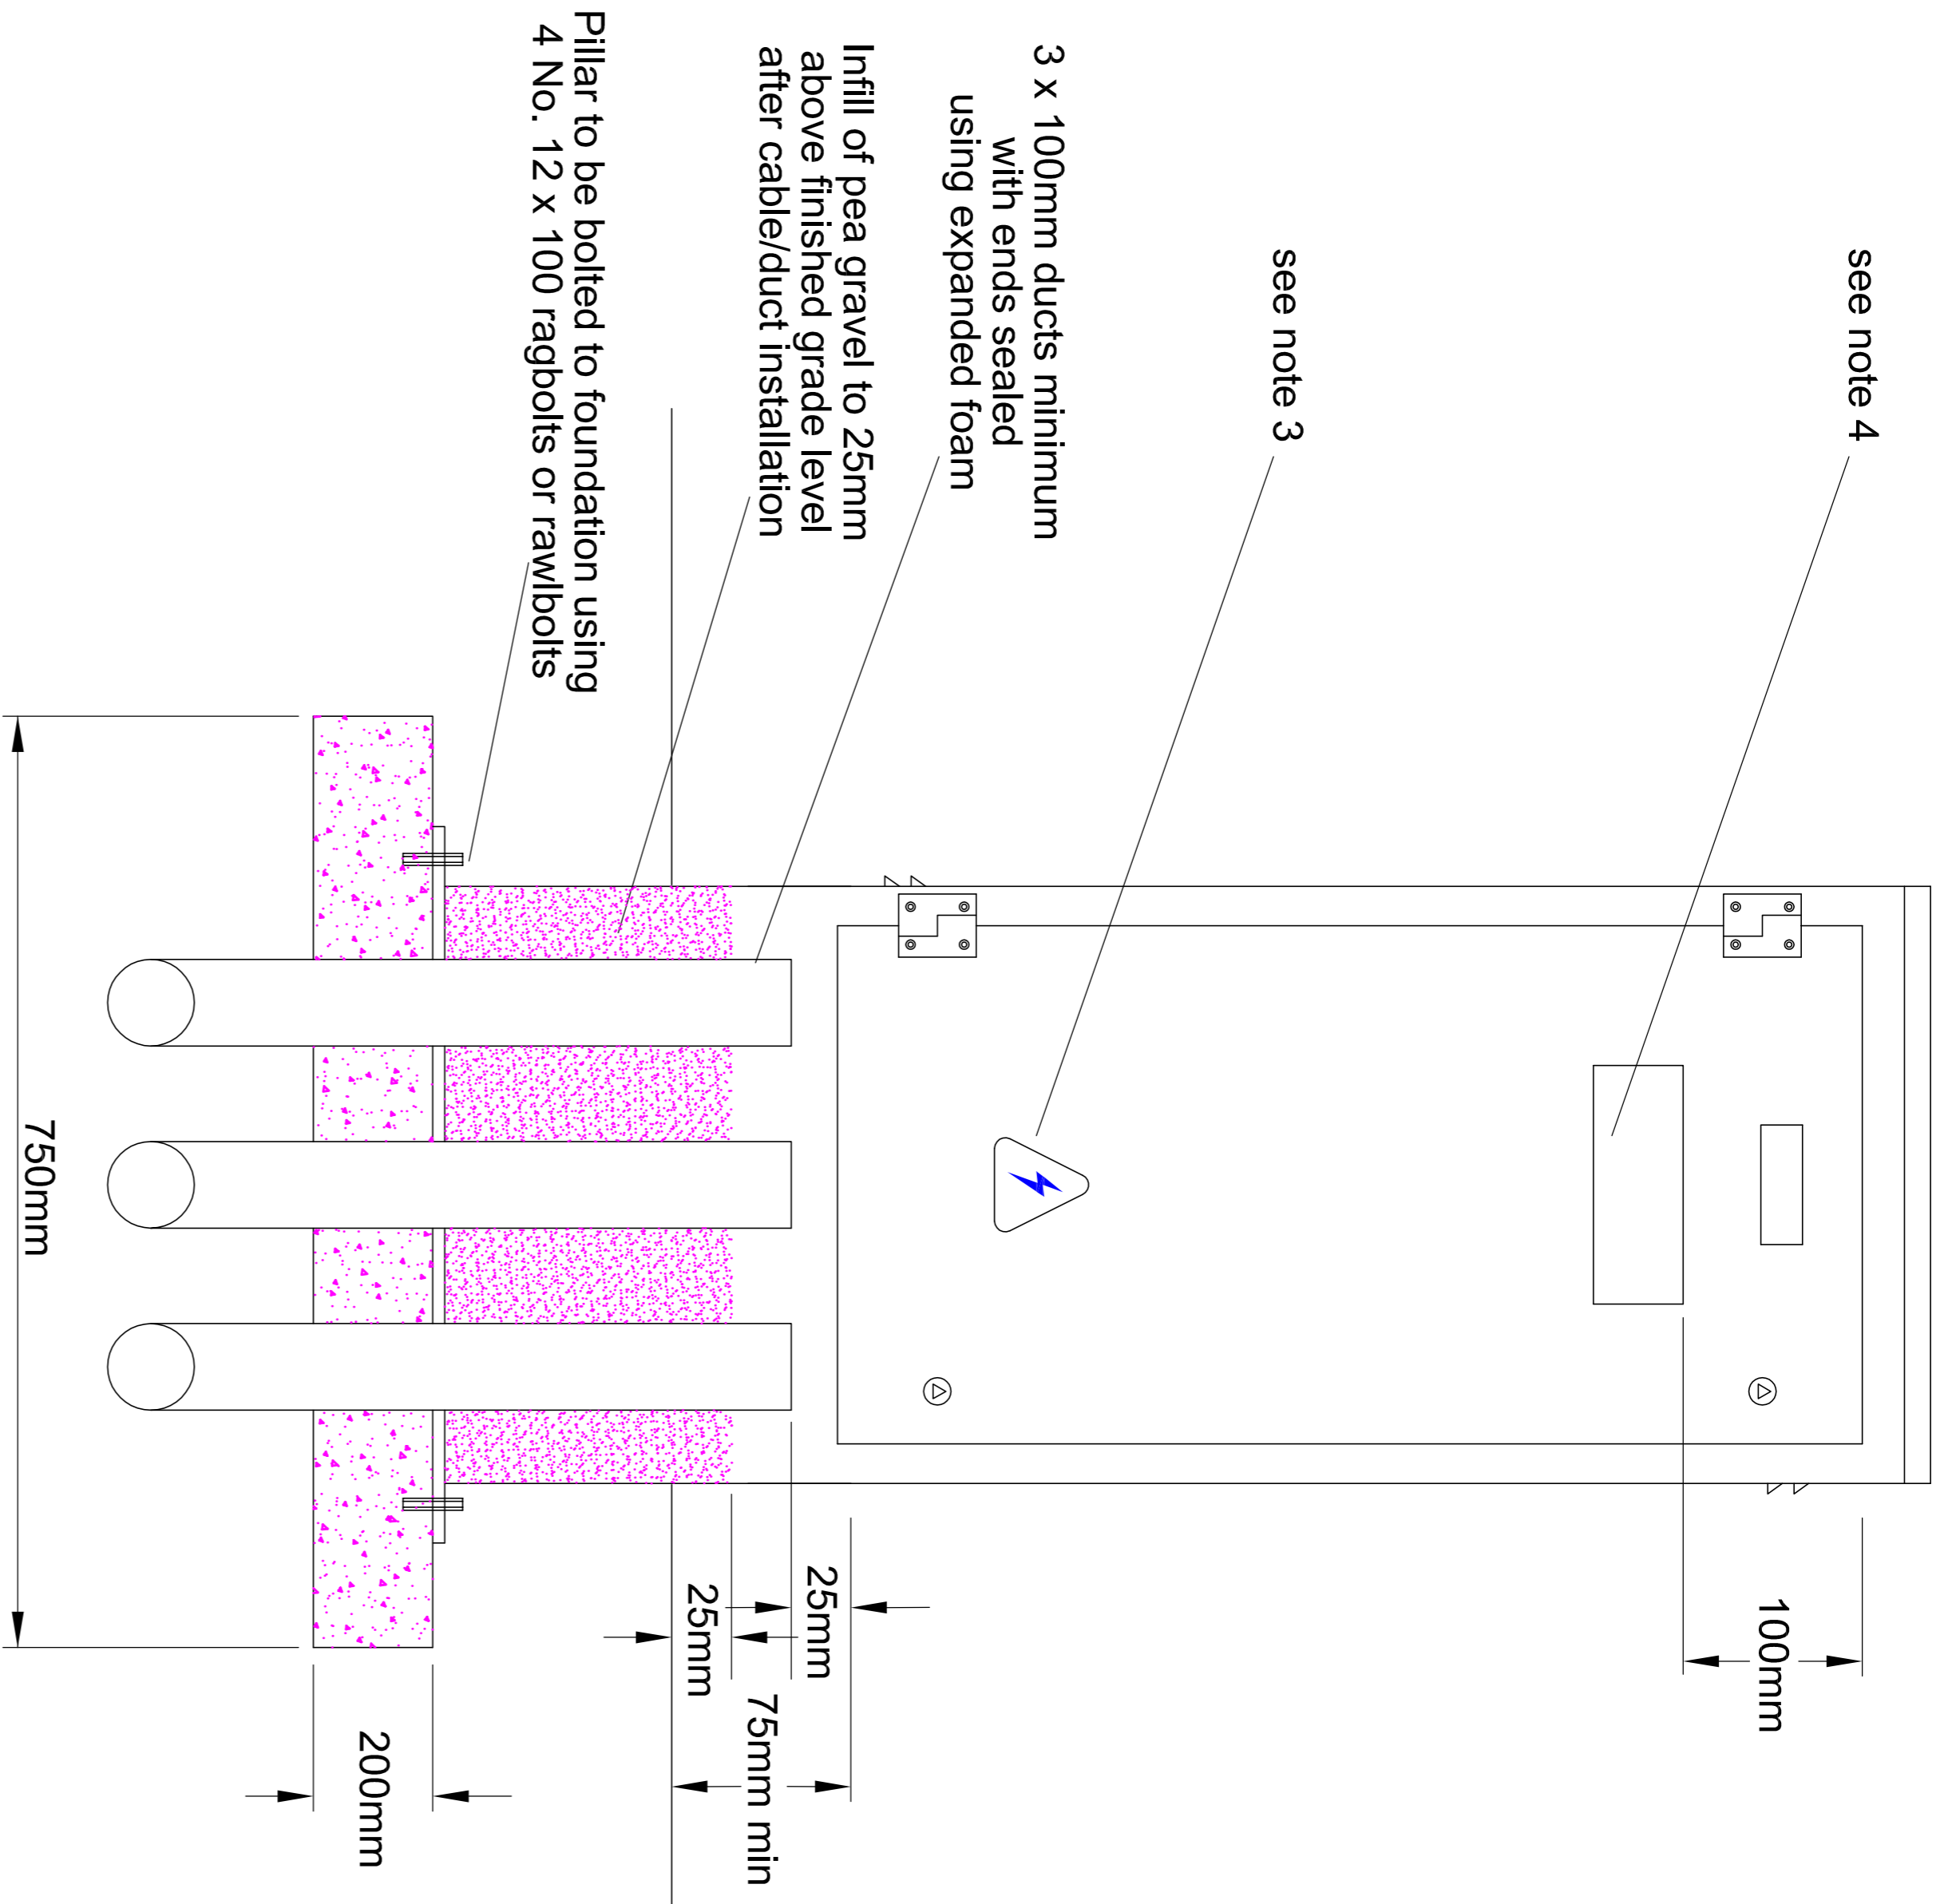 see note 4
see note 3
3 x 100mm ducts minimum
with ends sealed
using expanded foam
Infill of pea gravel to 25mm
above finished grade level
after cable/duct installation
Pillar to be bolted to foundation using
4 No. 12 x 100 ragbolts or rawlbolts
100mm
25mm
75mm min
25mm
200mm
750mm